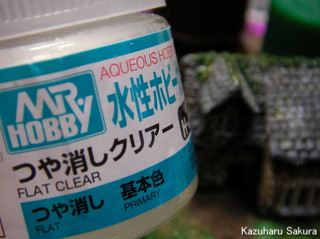 AQUEOUS HOB
MR HOBBY
水性ホビー
つや消しクリアー
FLAT CLEAR
つや消し 基本色
FLAT PRIMARY
Kazuharu Sakura